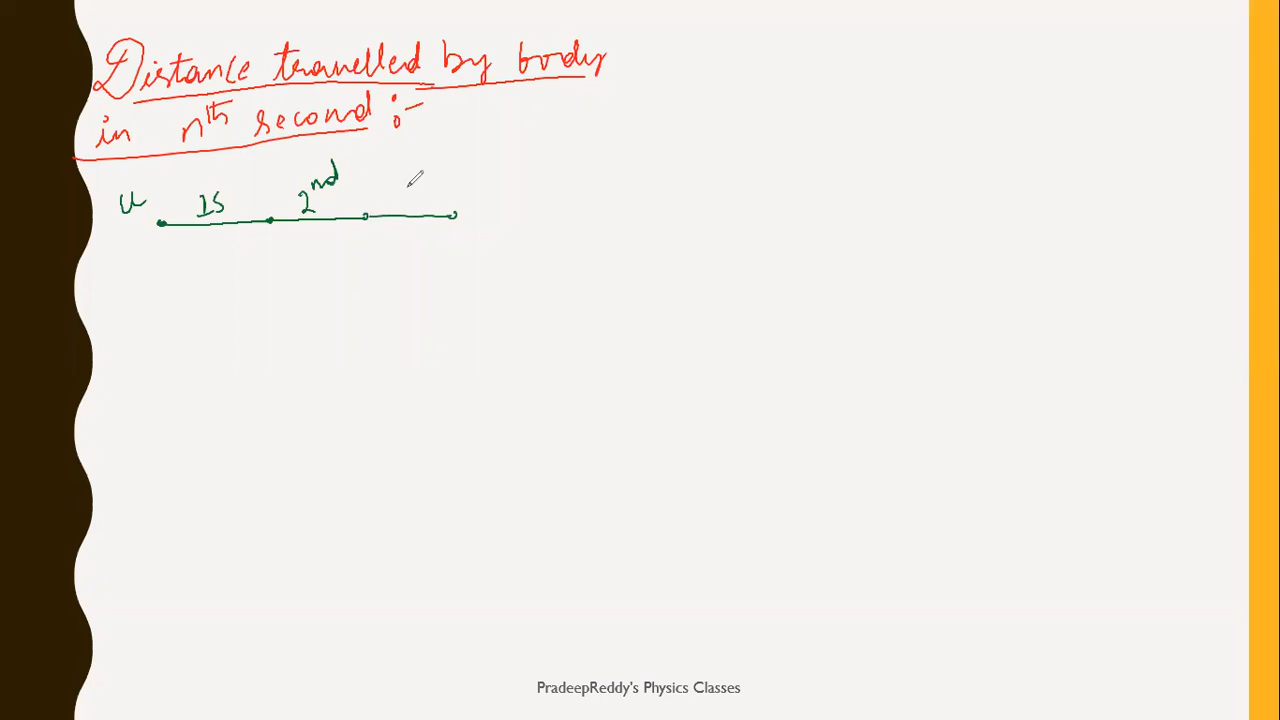 Distance travelled by body
in nth second :-
u 1s 2nd
PradeepReddy's Physics Classes